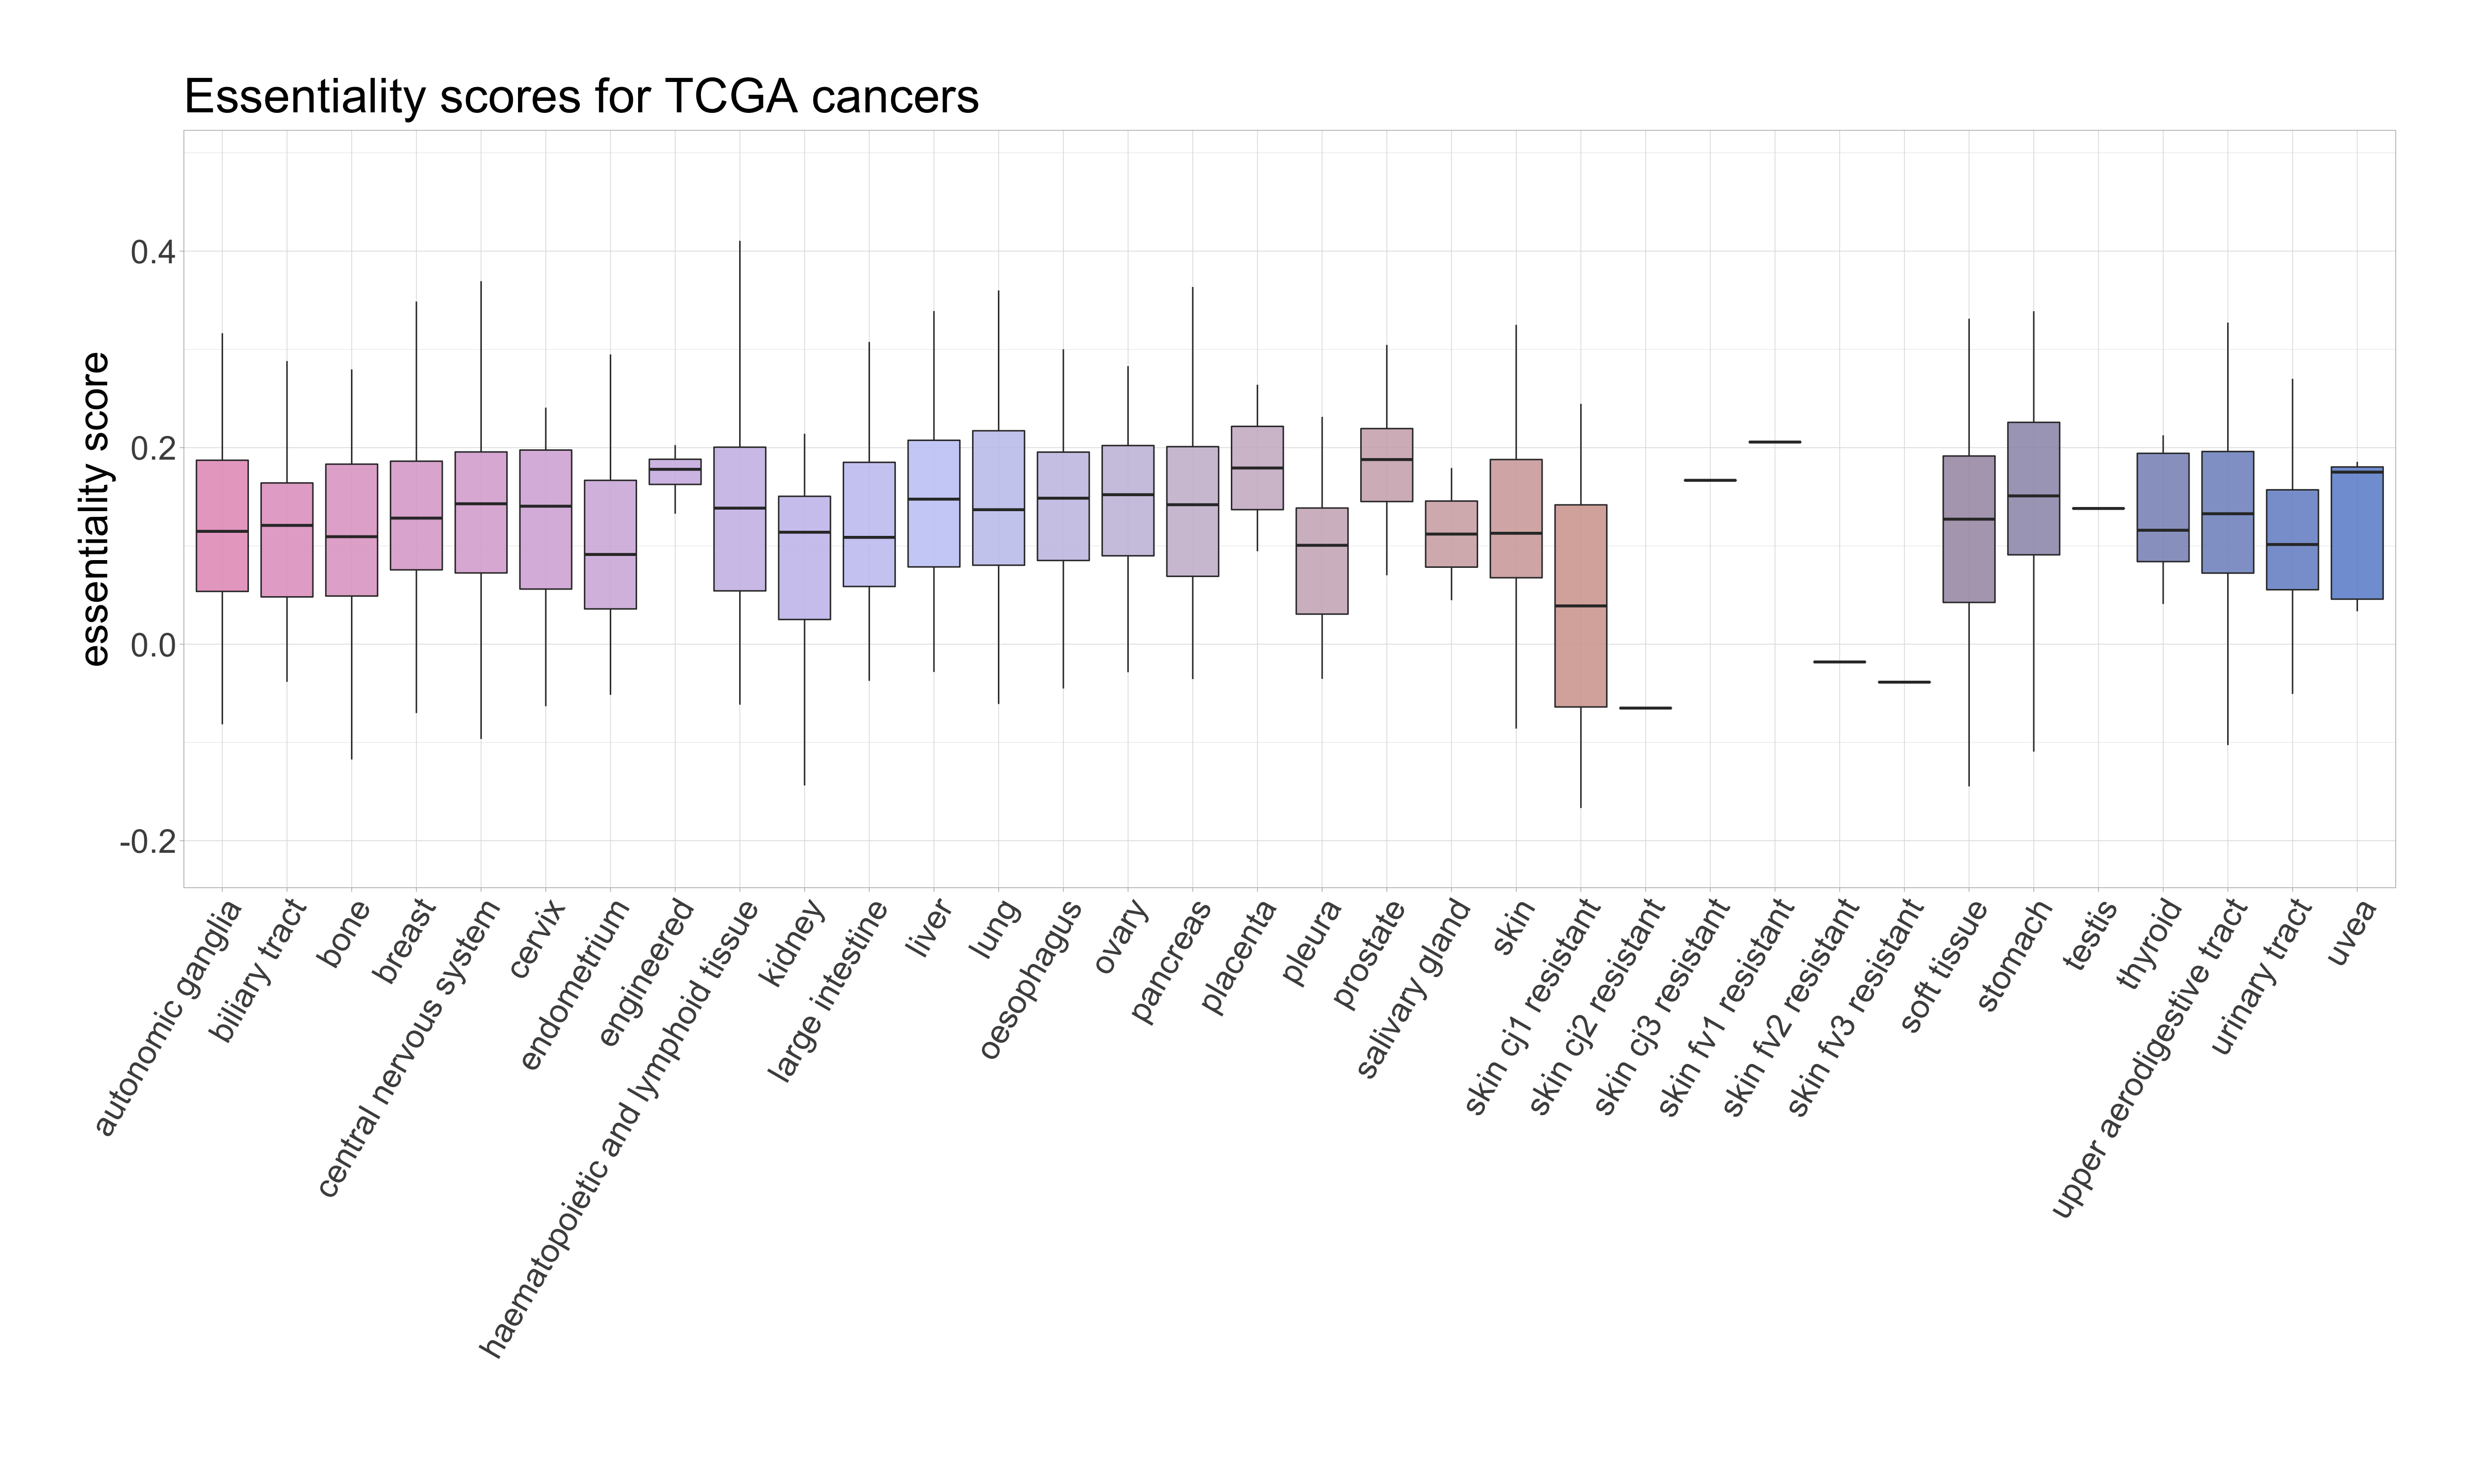 Essentiality scores for TCGA cancers
essentiality score
0.4
0.2
0.0
-0.2
autonomic ganglia
biliary tract
bone
breast
central nervous system
cervix
endometrium
engineered
haematopoietic and lymphoid tissue
kidney
large intestine
liver
lung
oesophagus
ovary
pancreas
placenta
pleura
prostate
salivary gland
skin
skin cj1 resistant
skin cj2 resistant
skin cj3 resistant
skin fv1 resistant
skin fv2 resistant
skin fv3 resistant
soft tissue
stomach
testis
thyroid
upper aerodigestive tract
urinary tract
uvea